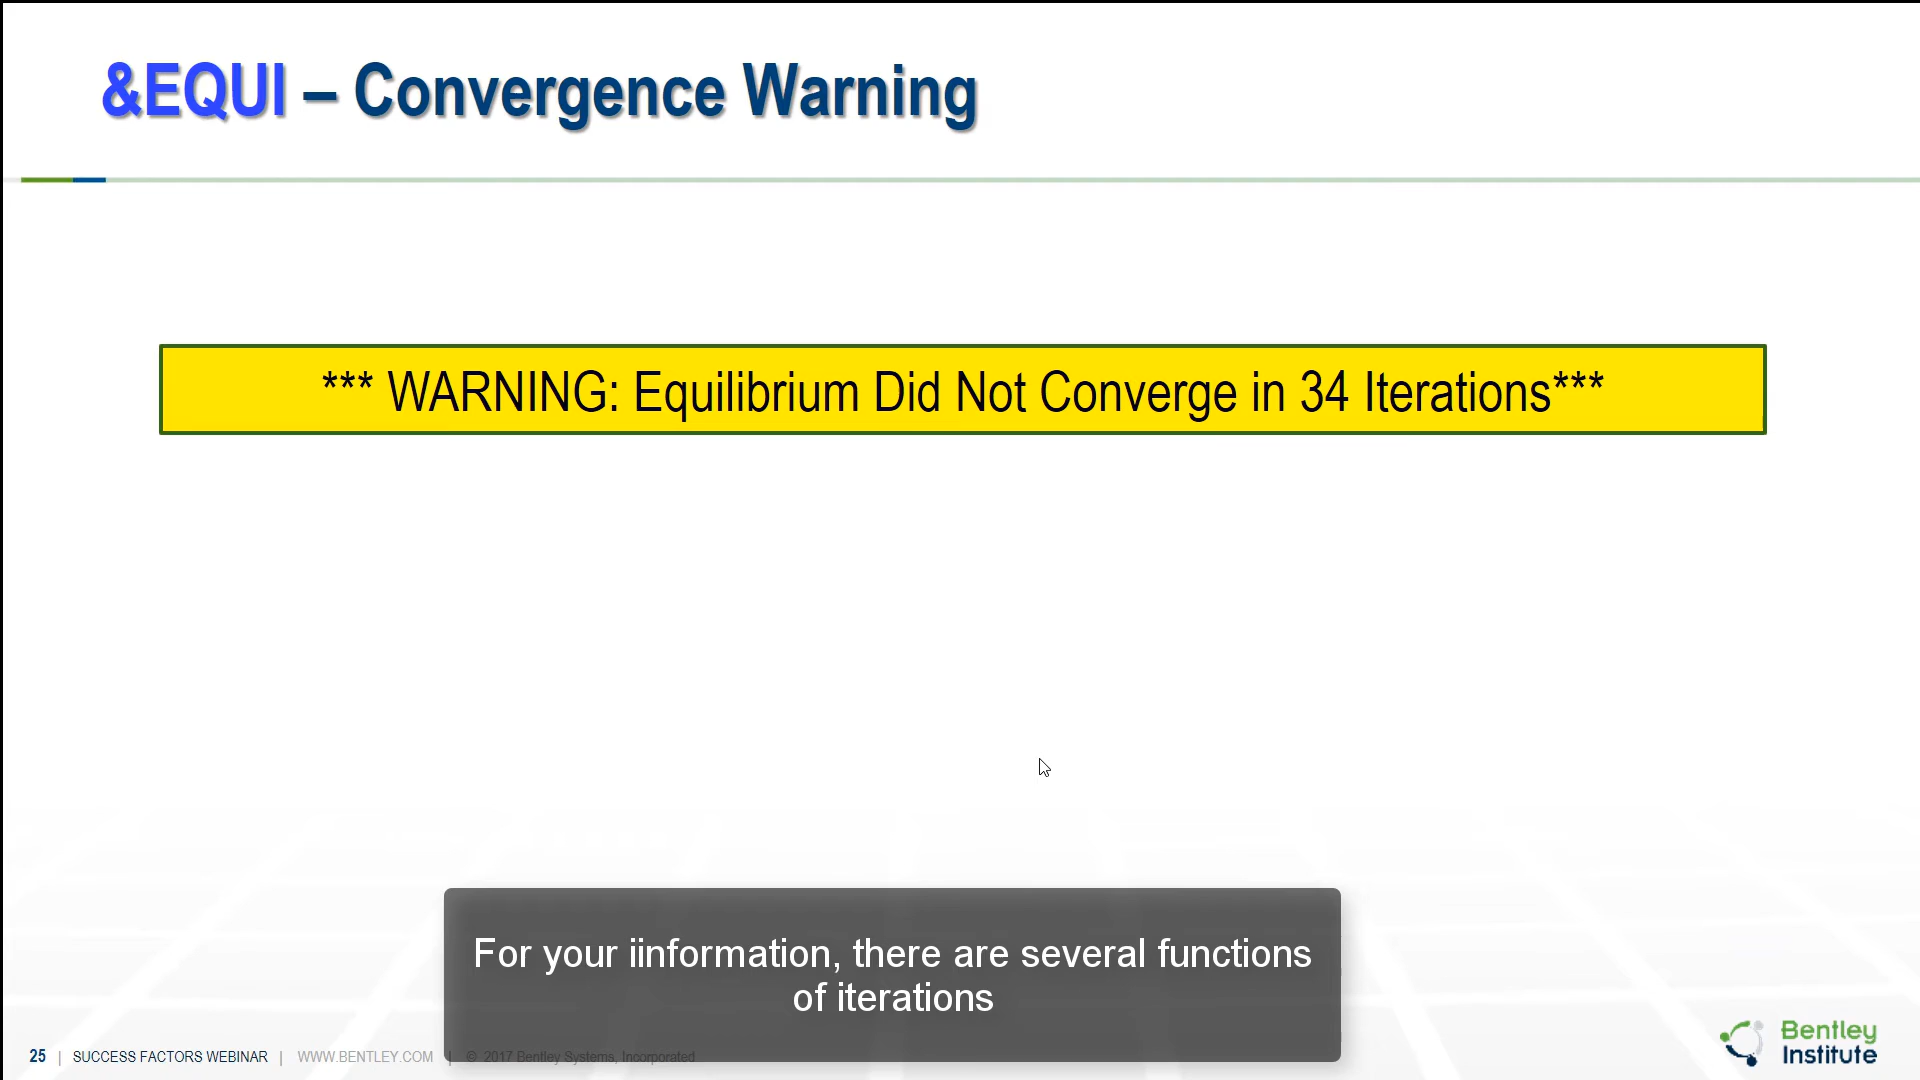 &EQUI – Convergence Warning
*** WARNING: Equilibrium Did Not Converge in 34 Iterations***
For your iinformation, there are several functions
of iterations
25 | SUCCESS FACTORS WEBINAR | WWW.BENTLEY.COM | © 2017 Bentley Systems, Incorporated
Bentley
Institute